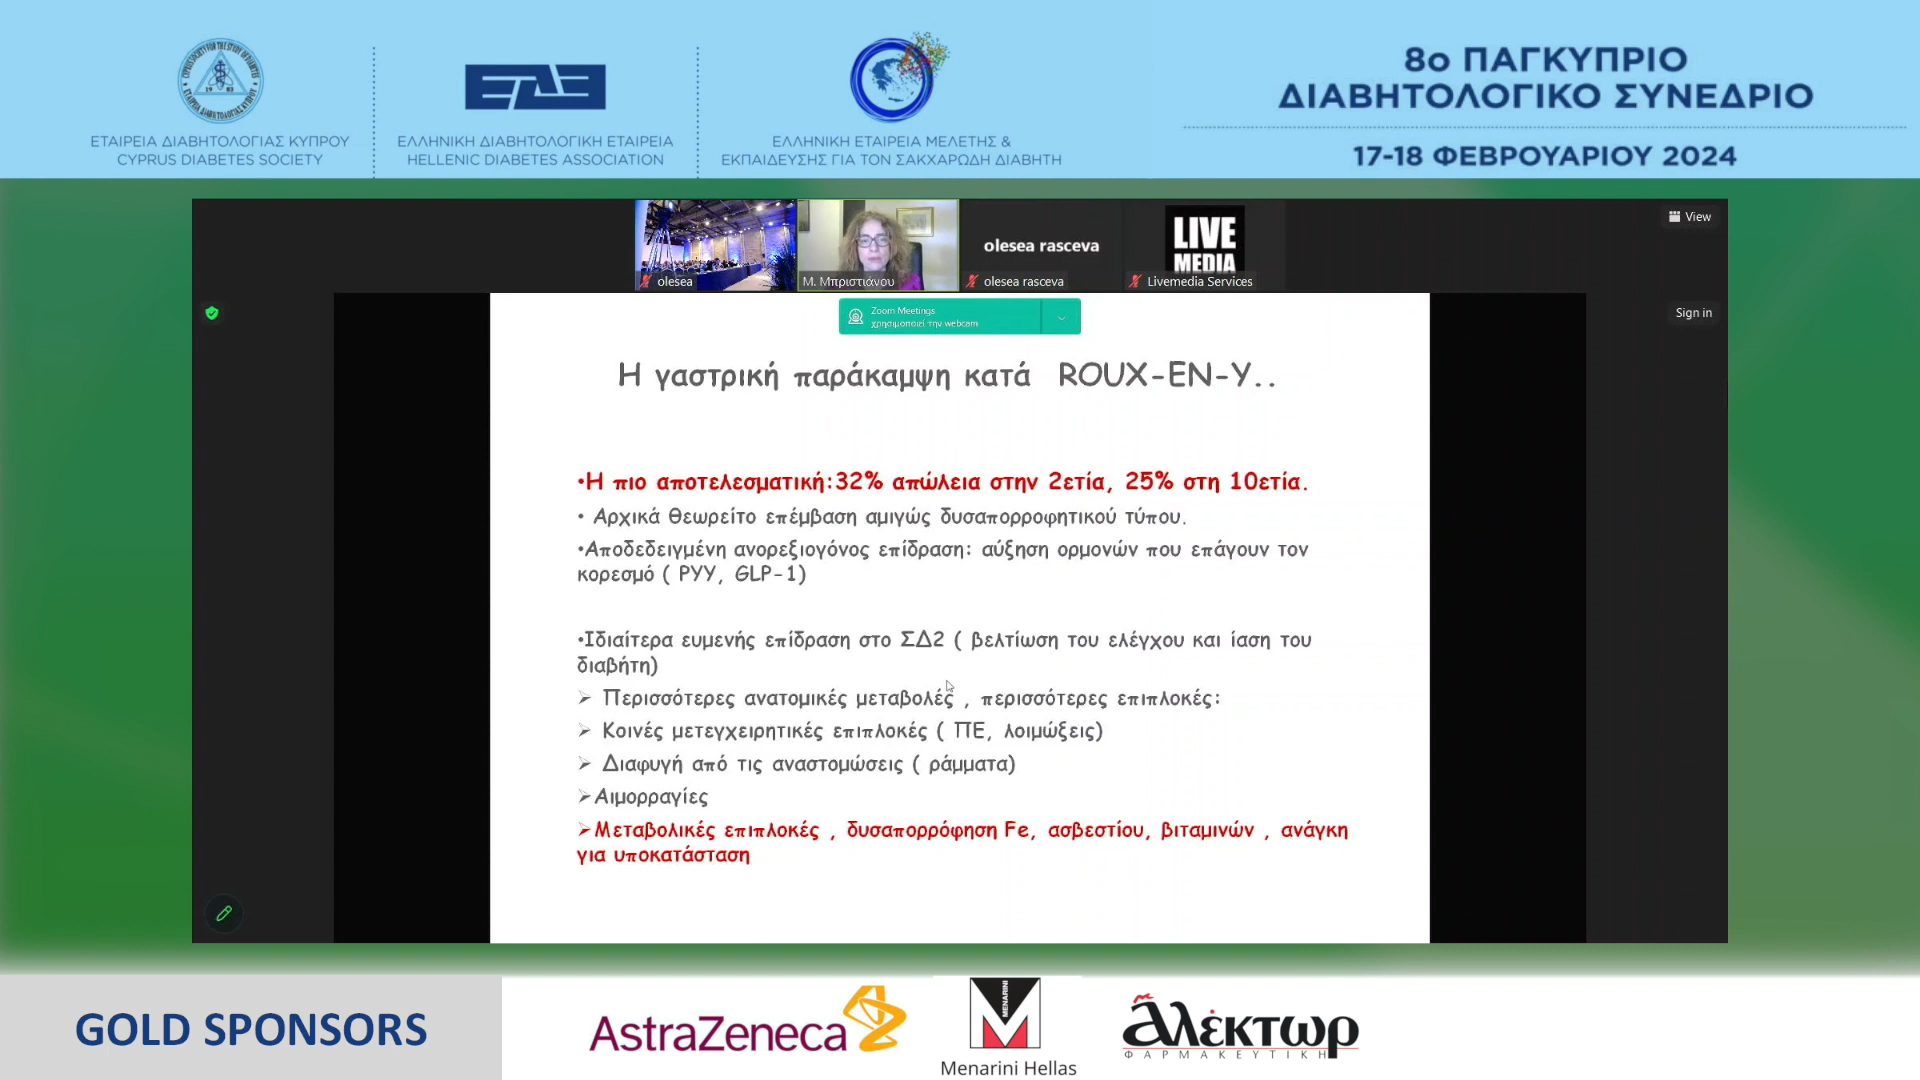 ΕΤΑΙΡΕΙΑ ΔΙΑΒΗΤΟΛΟΓΙΑΣ ΚΥΠΡΟΥ
CYPRUS DIABETES SOCIETY
ΕΔΕ
ΕΛΛΗΝΙΚΗ ΔΙΑΒΗΤΟΛΟΓΙΚΗ ΕΤΑΙΡΕΙΑ
HELLENIC DIABETES ASSOCIATION
ΕΛΛΗΝΙΚΗ ΕΤΑΙΡΕΙΑ ΜΕΛΕΤΗΣ &
ΕΚΠΑΙΔΕΥΣΗΣ ΓΙΑ ΤΟΝ ΣΑΚΧΑΡΩΔΗ ΔΙΑΒΗΤΗ
8ο ΠΑΓΚΥΠΡΙΟ
ΔΙΑΒΗΤΟΛΟΓΙΚΟ ΣΥΝΕΔΡΙΟ
17-18 ΦΕΒΡΟΥΑΡΙΟΥ 2024
View
olesea
Μ. Μπριστιάνου
olesea rasceva
olesea rasceva
LIVE
MEDIA
Livemedia Services
Sign in
Zoom Meetings
χρησιμοποιεί την webcam
Η γαστρική παράκαμψη κατά ROUX-EN-Y..
•Η πιο αποτελεσματική:32% απώλεια στην 2ετία, 25% στη 10ετία.
• Αρχικά θεωρείτο επέμβαση αμιγώς δυσαπορροφητικού τύπου.
•Αποδεδειγμένη ανορεξιογόνος επίδραση: αύξηση ορμονών που επάγουν τον
κορεσμό ( PYY, GLP-1)
•Ιδιαίτερα ευμενής επίδραση στο ΣΔ2 ( βελτίωση του ελέγχου και ίαση του
διαβήτη)
➢ Περισσότερες ανατομικές μεταβολές , περισσότερες επιπλοκές:
➢ Κοινές μετεγχειρητικές επιπλοκές ( ΠΕ, λοιμώξεις)
➢ Διαφυγή από τις αναστομώσεις ( ράμματα)
➢Αιμορραγίες
➢Μεταβολικές επιπλοκές , δυσαπορρόφηση Fe, ασβεστίου, βιταμινών , ανάγκη
για υποκατάσταση
GOLD SPONSORS
AstraZeneca
MENARINI
Menarini Hellas
ἄλέκτωρ
ΦΑΡΜΑΚΕΥΤΙΚΗ